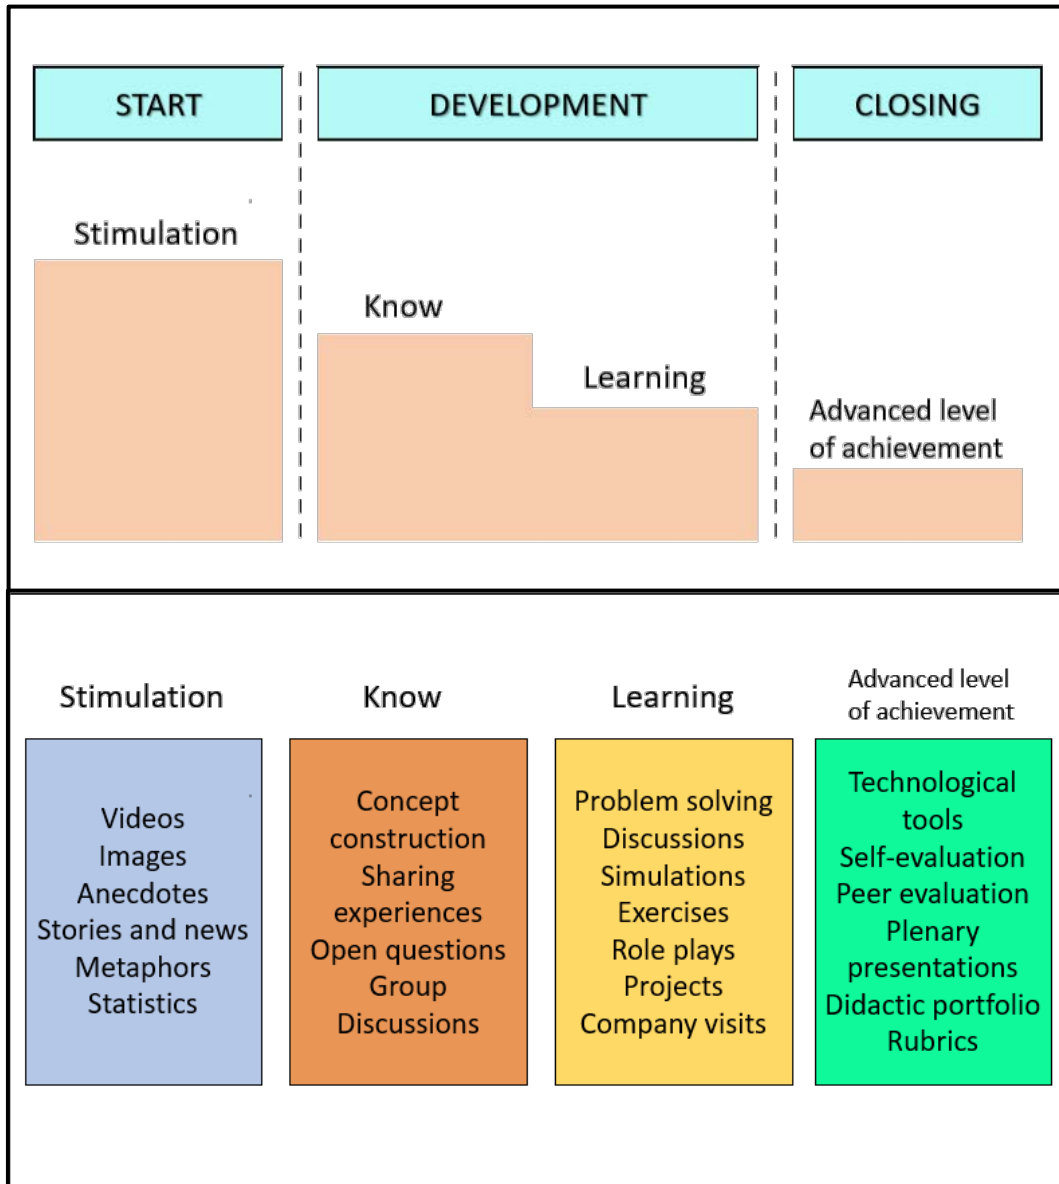 START
DEVELOPMENT
CLOSING
Stimulation
Know
Learning
Advanced level
of achievement
Stimulation
Know
Learning
Advanced level
of achievement
Videos
Images
Anecdotes
Stories and news
Metaphors
Statistics
Concept
construction
Sharing
experiences
Open questions
Group
Discussions
Problem solving
Discussions
Simulations
Exercises
Role plays
Projects
Company visits
Technological
tools
Self-evaluation
Peer evaluation
Plenary
presentations
Didactic portfolio
Rubrics